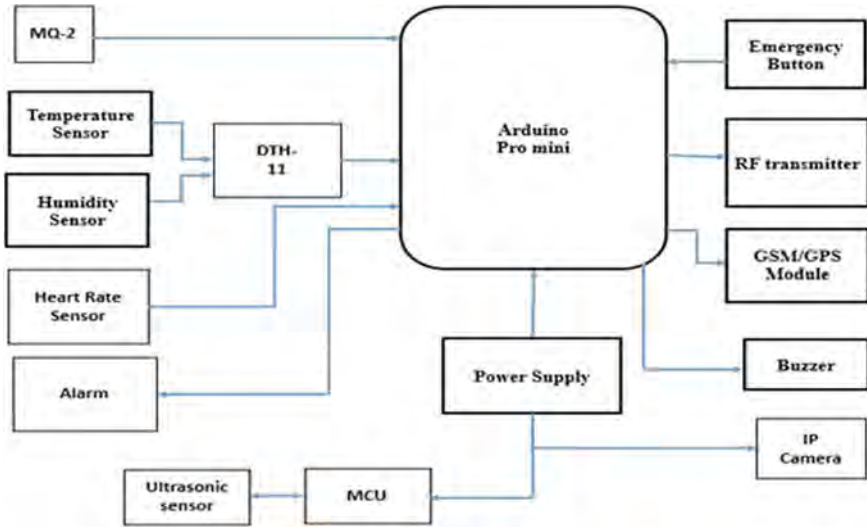 MQ-2
Temperature
Sensor
Humidity
Sensor
DTH-
11
Heart Rate
Sensor
Alarm
Ultrasonic
sensor
MCU
Arduino
Pro mini
Power Supply
Emergency
Button
RF transmitter
GSM/GPS
Module
Buzzer
IP
Camera